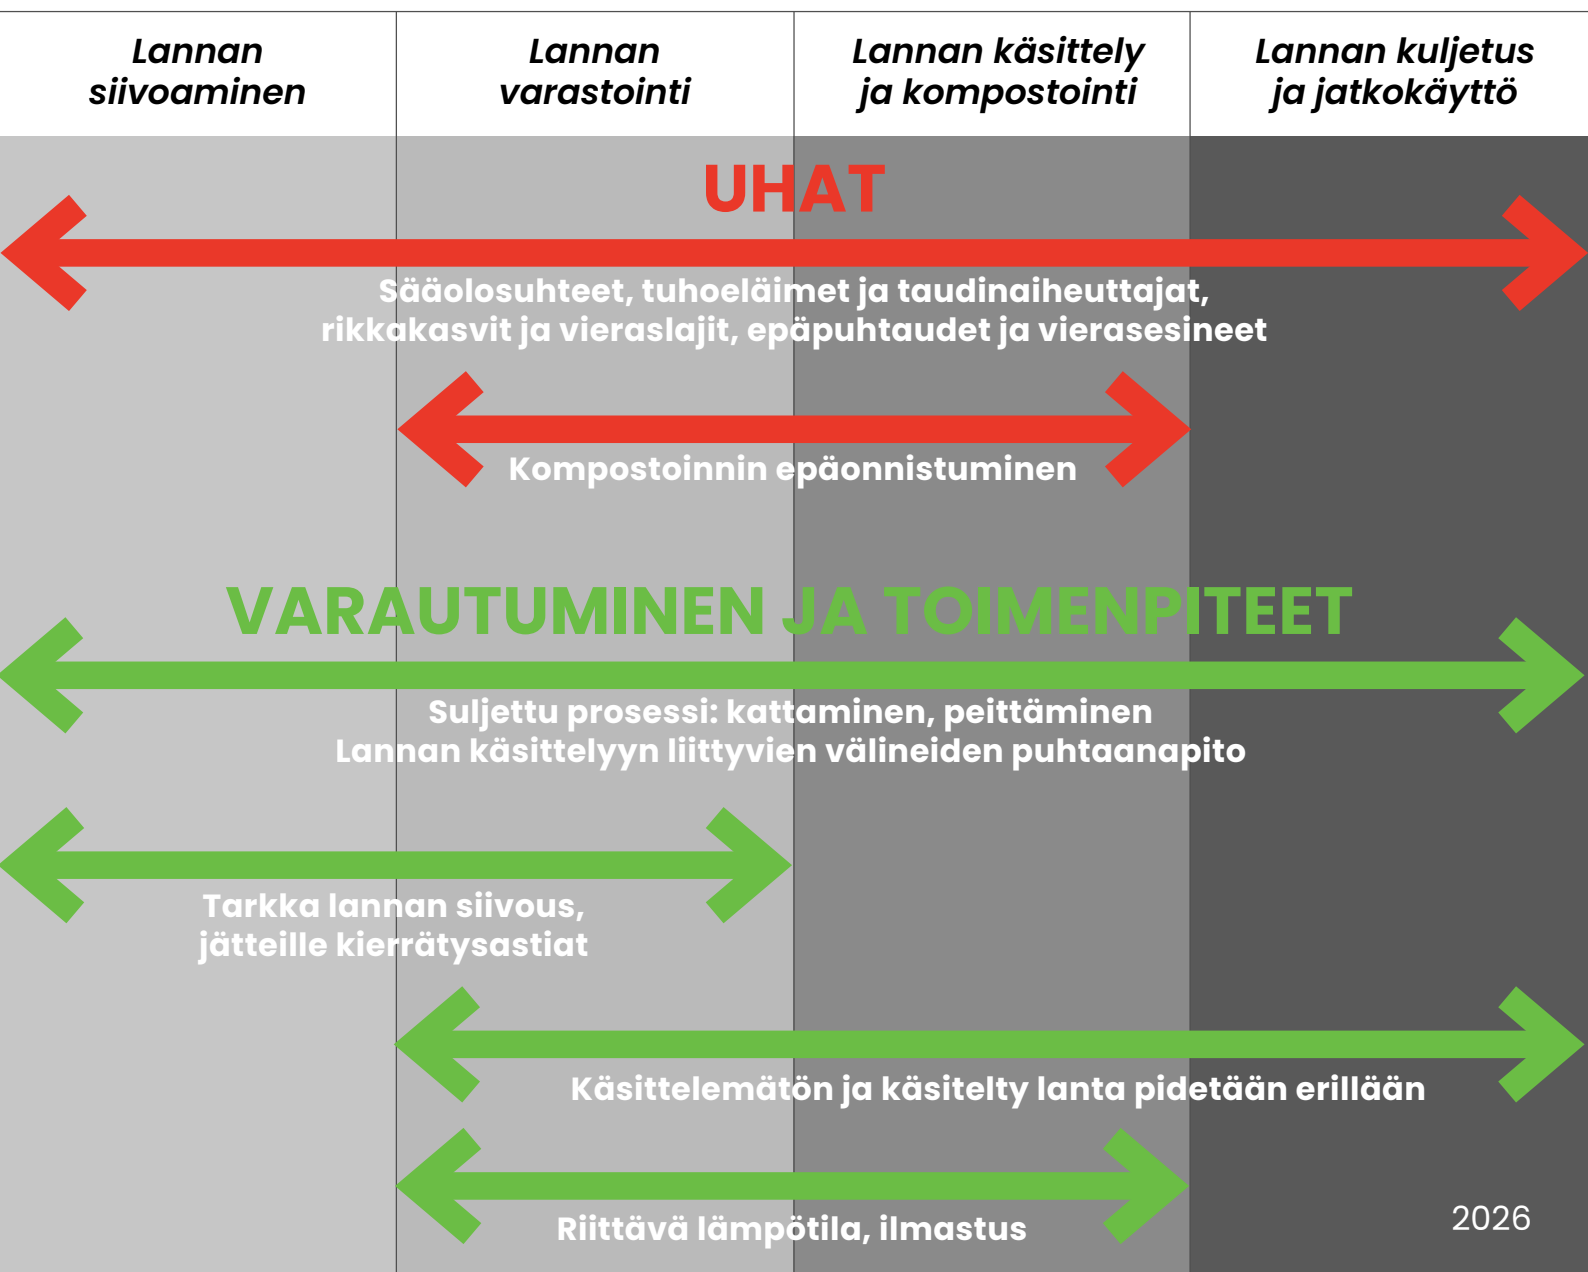 Lannan
siivoaminen
Lannan
varastointi
Lannan käsittely
ja kompostointi
Lannan kuljetus
ja jatkokäyttö
UHAT
Sääolosuhteet, tuhoeläimet ja taudinaiheuttajat,
rikkakasvit ja vieraslajit, epäpuhtaudet ja vierasesineet
Kompostoinnin epäonnistuminen
VARAUTUMINEN JA TOIMENPITEET
Suljettu prosessi: kattaminen, peittäminen
Lannan käsittelyyn liittyvien välineiden puhtaanapito
Tarkka lannan siivous,
jätteille kierrätysastiat
Käsittelemätön ja käsitelty lanta pidetään erillään
Riittävä lämpötila, ilmastus
2026